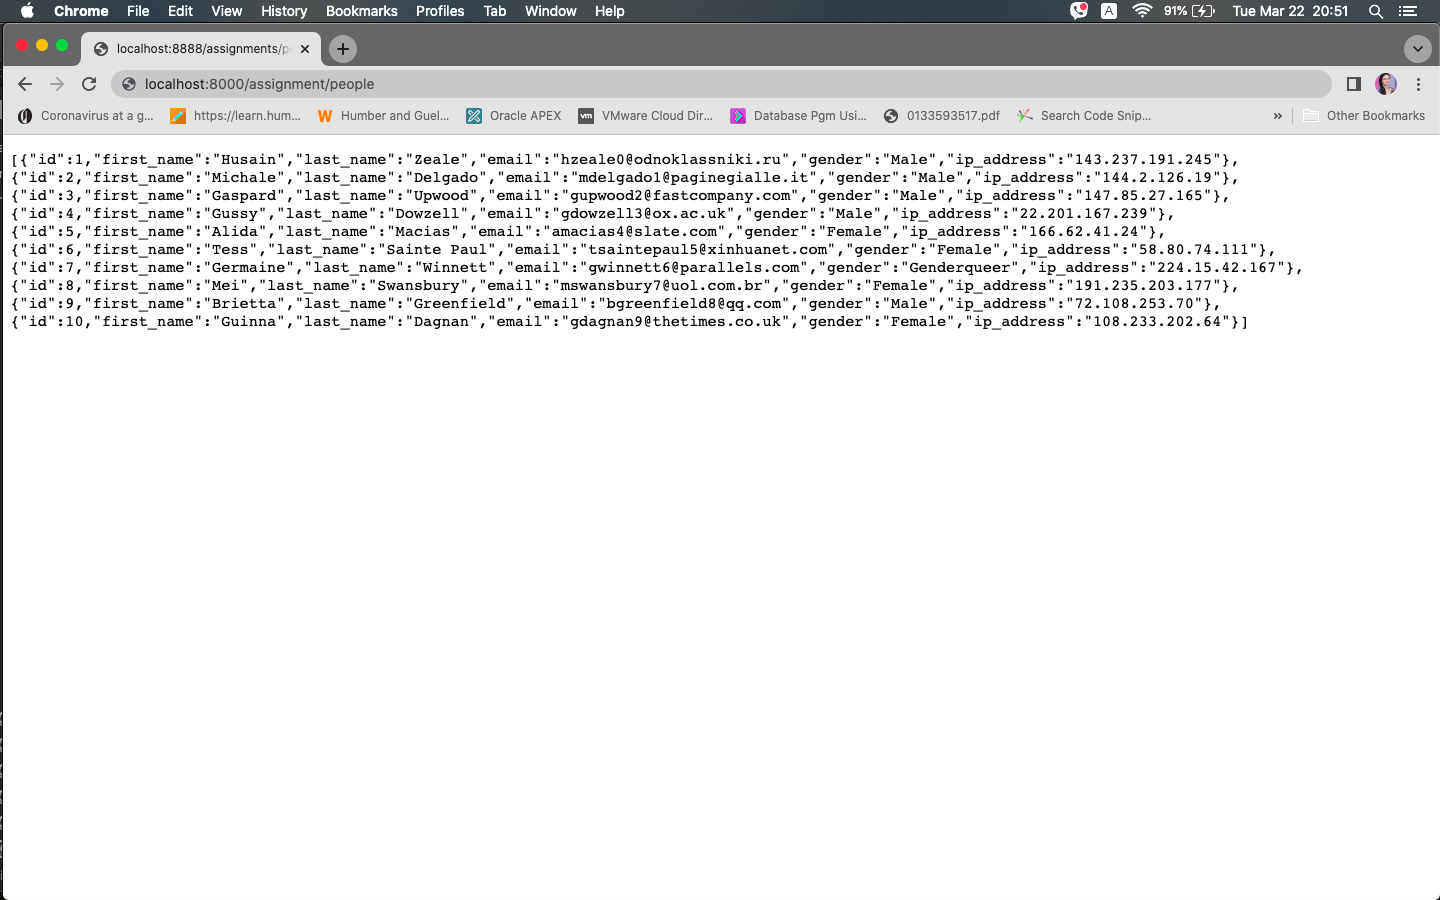 Chrome File Edit View History Bookmarks Profiles Tab Window Help A 91% Tue Mar 22 20:51
localhost:8888/assignments/p
localhost:8000/assignment/people
Coronavirus at a g... https://learn.hum... Humber and Guel... Oracle APEX vm VMware Cloud Dir... Database Pgm Usi... 0133593517.pdf Search Code Snip... » Other Bookmarks
[{"id":1,"first_name":"Husain","last_name":"Zeale","email":"hzeale0@odnoklassniki.ru","gender":"Male","ip_address":"143.237.191.245"},
{"id":2,"first_name":"Michale","last_name":"Delgado","email":"mdelgado1@paginegialle.it","gender":"Male","ip_address":"144.2.126.19"},
{"id":3,"first_name":"Gaspard","last_name":"Upwood","email":"gupwood2@fastcompany.com","gender":"Male","ip_address":"147.85.27.165"},
{"id":4,"first_name":"Gussy","last_name":"Dowzell","email":"gdowzell3@ox.ac.uk","gender":"Male","ip_address":"22.201.167.239"},
{"id":5,"first_name":"Alida","last_name":"Macias","email":"amacias4@slate.com","gender":"Female","ip_address":"166.62.41.24"},
{"id":6,"first_name":"Tess","last_name":"Sainte Paul","email":"tsaintepaul5@xinhuanet.com","gender":"Female","ip_address":"58.80.74.111"},
{"id":7,"first_name":"Germaine","last_name":"Winnett","email":"gwinnett6@parallels.com","gender":"Genderqueer","ip_address":"224.15.42.167"},
{"id":8,"first_name":"Mei","last_name":"Swansbury","email":"mswansbury7@uol.com.br","gender":"Female","ip_address":"191.235.203.177"},
{"id":9,"first_name":"Brietta","last_name":"Greenfield","email":"bgreenfield8@qq.com","gender":"Male","ip_address":"72.108.253.70"},
{"id":10,"first_name":"Guinna","last_name":"Dagnan","email":"gdagnan9@thetimes.co.uk","gender":"Female","ip_address":"108.233.202.64"}]